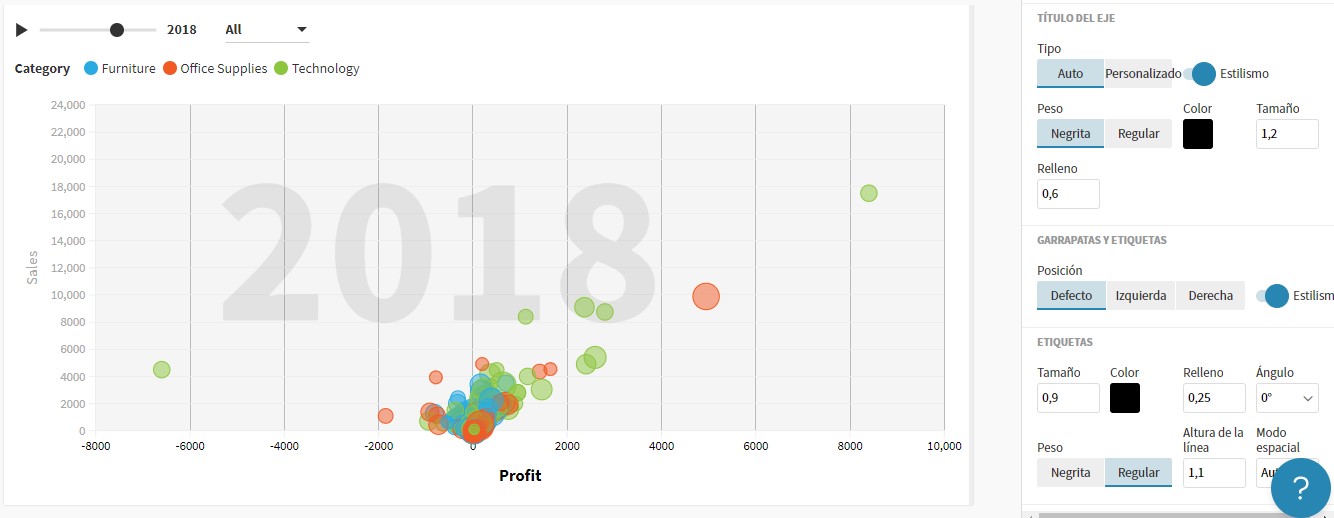 2018
All
Category
Furniture
Office Supplies
Technology
24,000
22,000
20,000
18,000
16,000
14,000
12,000
10,000
8000
6000
4000
2000
0
Sales
2018
-8000
-6000
-4000
-2000
0
2000
4000
6000
8000
10,000
Profit
TÍTULO DEL EJE
Tipo
Auto
Personalizado
Estilismo
Peso
Color
Tamaño
Negrita
Regular
1,2
Relleno
0,6
GARRAPATAS Y ETIQUETAS
Posición
Defecto
Izquierda
Derecha
Estilism
ETIQUETAS
Tamaño
Color
Relleno
Ángulo
0,9
0,25
0°
Peso
Altura de la
línea
Modo
espacial
Negrita
Regular
1,1
?